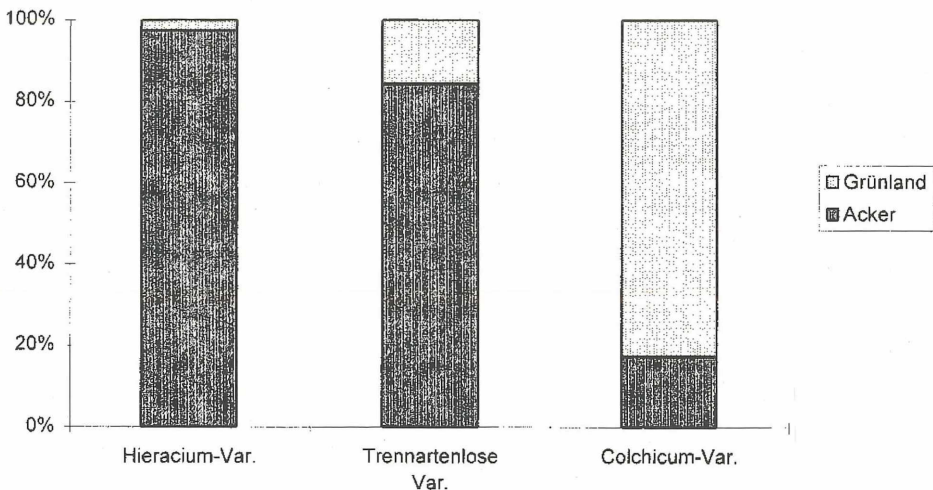 100%
80%
60%
40%
20%
0%
Hieracium-Var.
Trennartenlose
Var.
Colchicum-Var.
Grünland
Acker